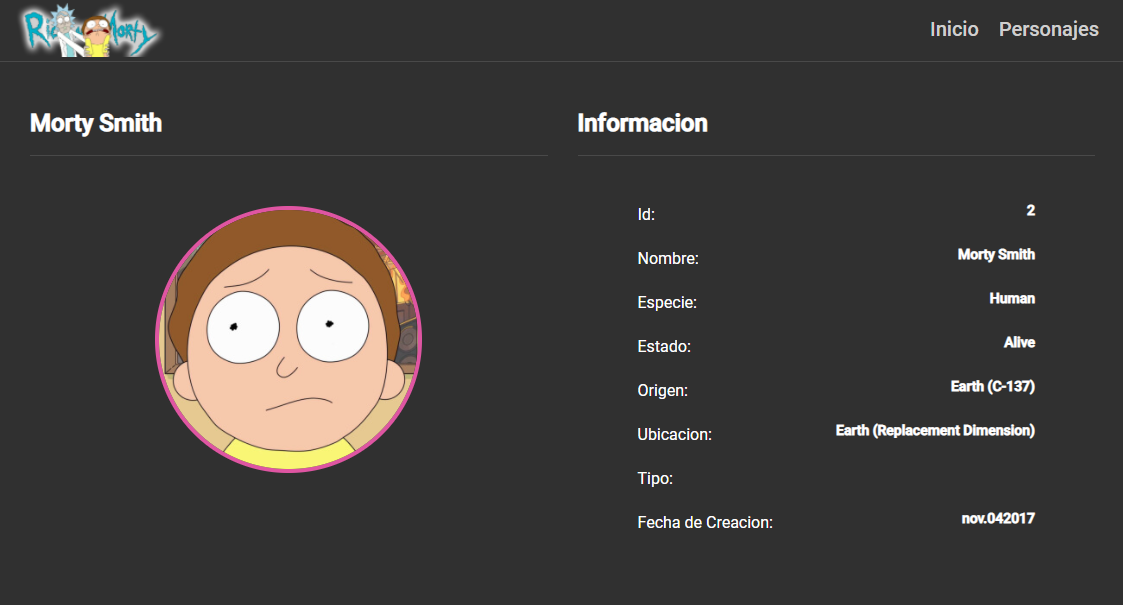 Rick Morty
Inicio Personajes
Morty Smith
Informacion
Id: 2
Nombre: Morty Smith
Especie: Human
Estado: Alive
Origen: Earth (C-137)
Ubicacion: Earth (Replacement Dimension)
Tipo:
Fecha de Creacion: nov.042017